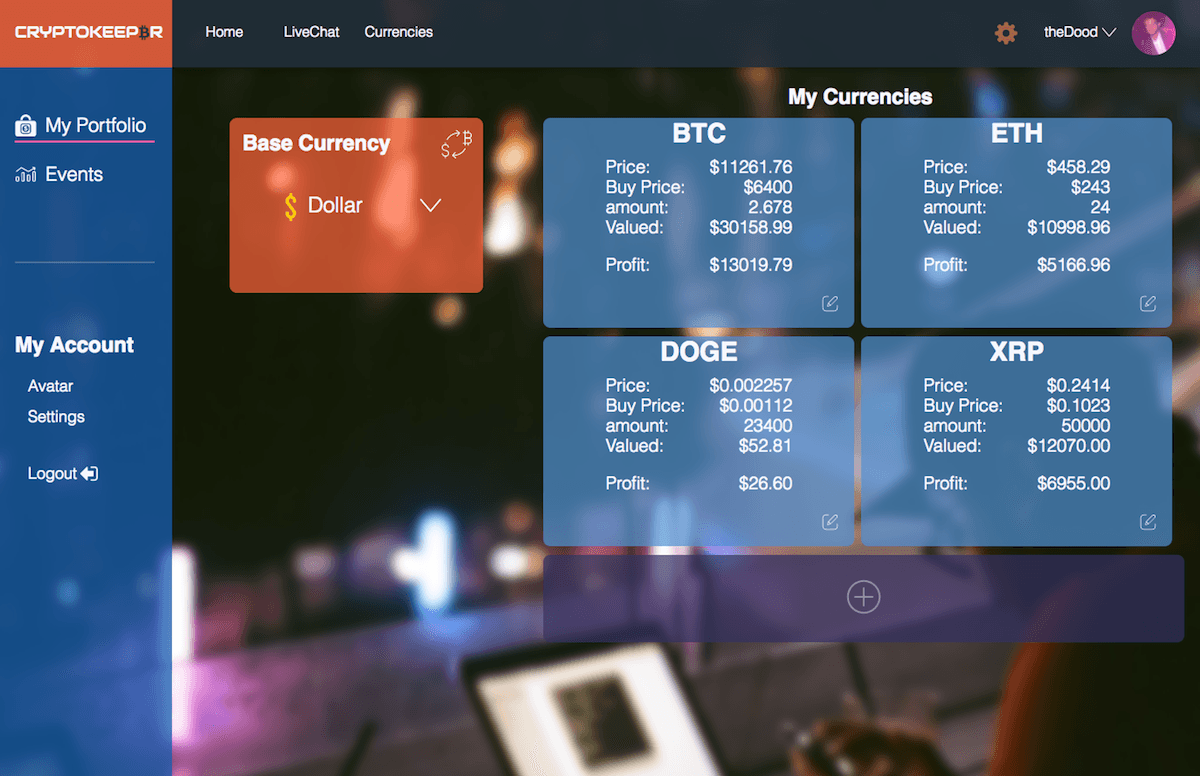 CRYPTOKEEPɃR
Home LiveChat Currencies
theDood
My Portfolio
Events
My Account
Avatar
Settings
Logout
Base Currency
$ Dollar
My Currencies
BTC
Price: $11261.76
Buy Price: $6400
amount: 2.678
Valued: $30158.99
Profit: $13019.79
ETH
Price: $458.29
Buy Price: $243
amount: 24
Valued: $10998.96
Profit: $5166.96
DOGE
Price: $0.002257
Buy Price: $0.00112
amount: 23400
Valued: $52.81
Profit: $26.60
XRP
Price: $0.2414
Buy Price: $0.1023
amount: 50000
Valued: $12070.00
Profit: $6955.00